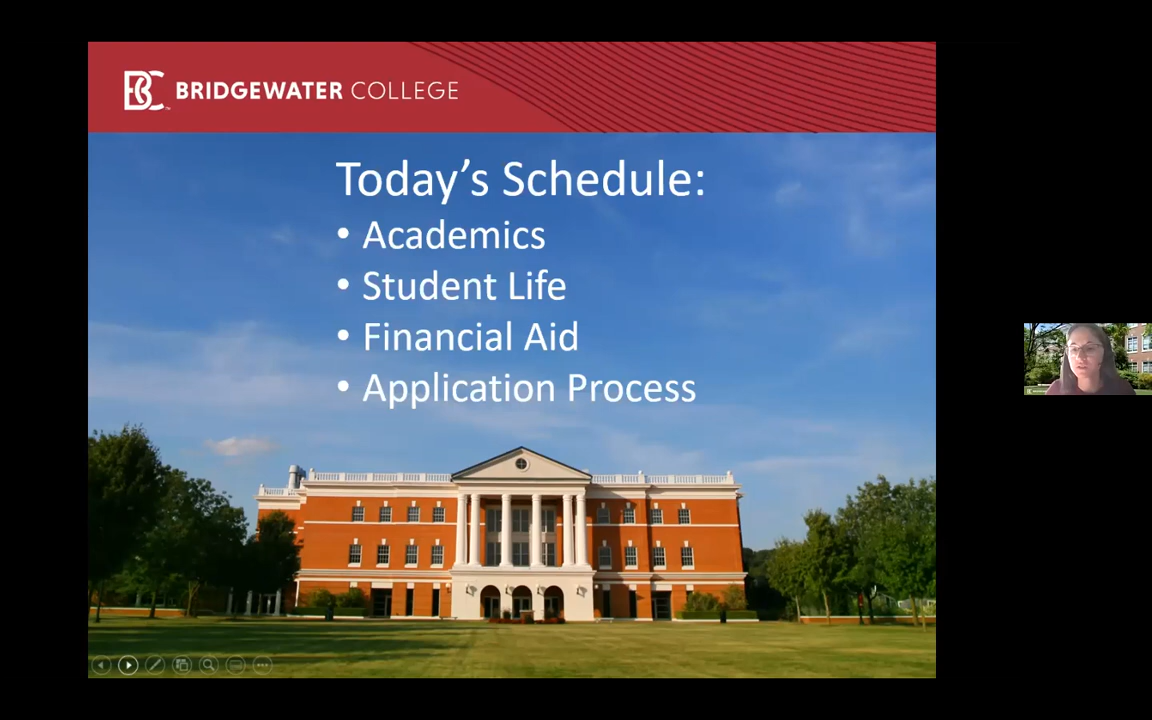 BRIDGEWATER COLLEGE
Today's Schedule:
• Academics
• Student Life
• Financial Aid
• Application Process